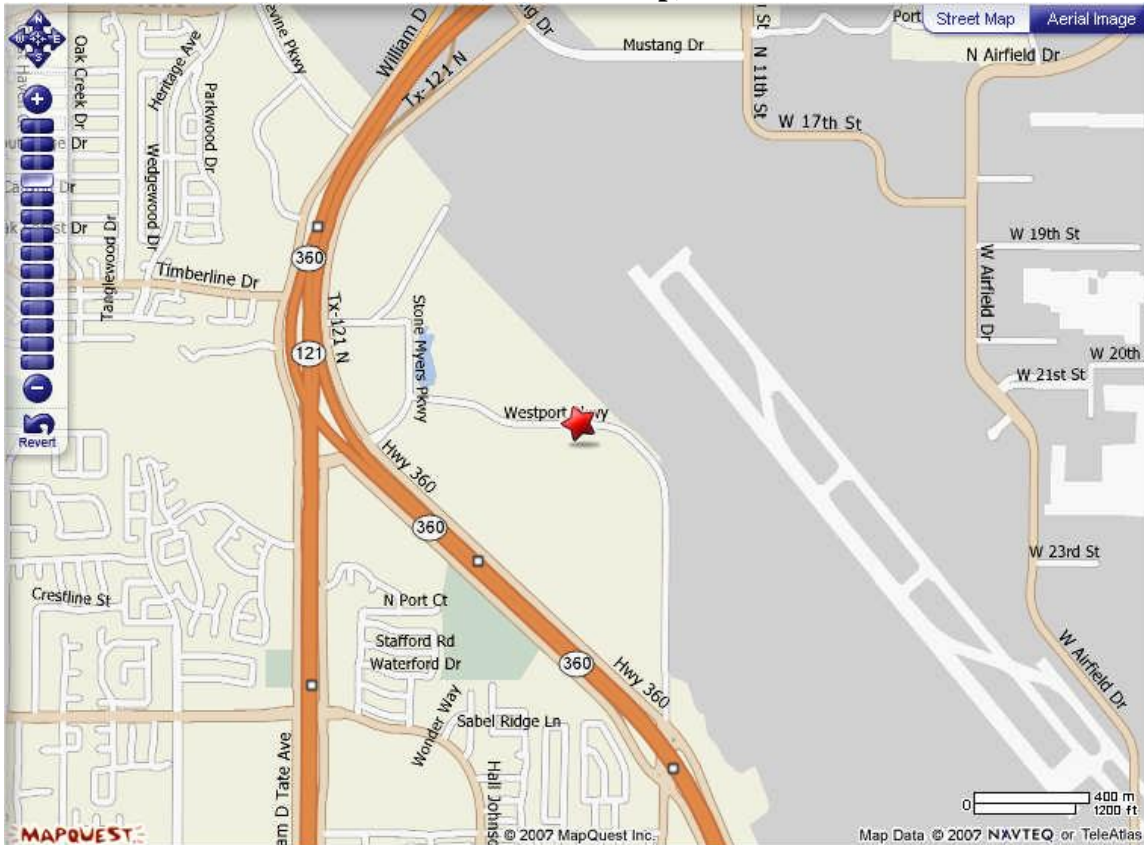 Street Map
Aerial Image
Port
N Airfield Dr
Mustang Dr
N 11th St
W 17th St
William D
Tx-121 N
Oak Creek Dr
Heritage Ave
Parkwood Dr
Wedgewood Dr
Tanglewood Dr
Timberline Dr
360
Tx-121 N
121
Stone Myers Pkwy
W 19th St
W Airfield Dr
W 20th
W 21st St
Westport
Revert
Hwy 360
360
W 23rd St
Crestline St
N Port Ct
Stafford Rd
Waterford Dr
360
Hwy 360
W Airfield Dr
Wonder Way
Sabel Ridge Ln
D Tate Ave
Hall
0
400 m
1200 ft
MAPQUEST
© 2007 MapQuest Inc.
Map Data © 2007 NAVTEQ or TeleAtlas